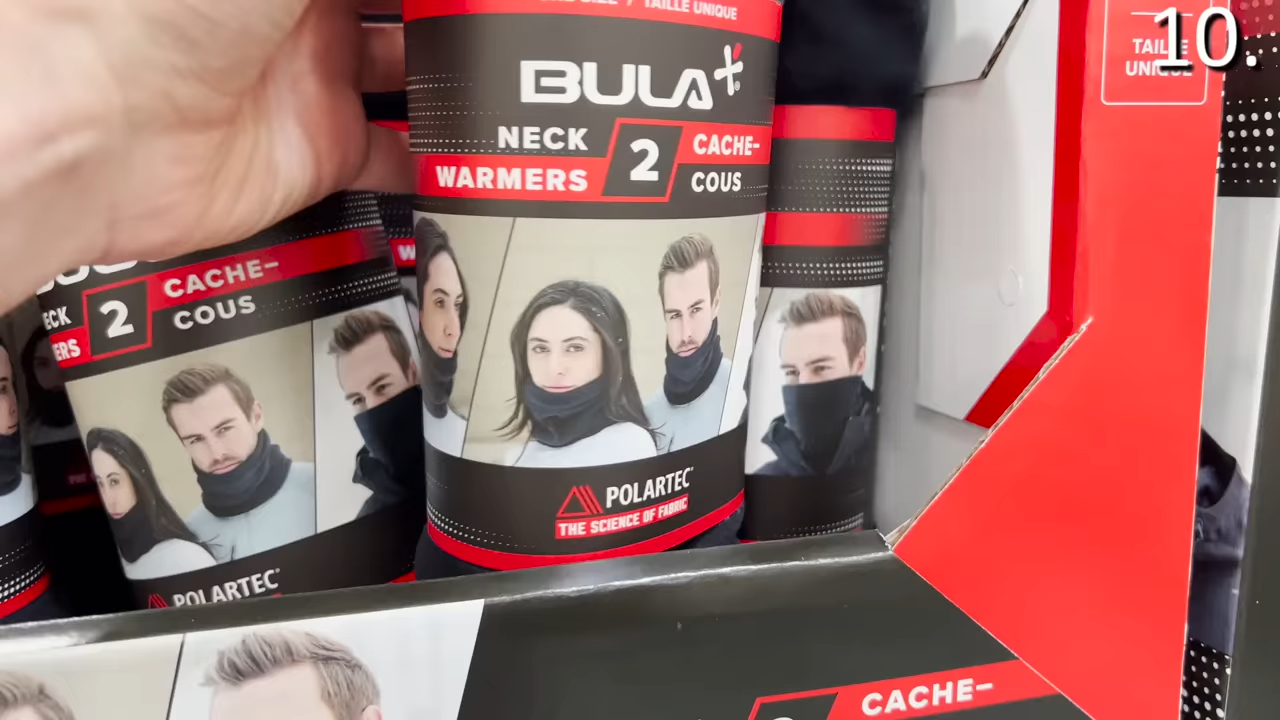 TAILLE UNIQUE
BULA
NECK
WARMERS
2
CACHE-
COUS
POLARTEC
THE SCIENCE OF FABRIC
2
CACHE-
COUS
POLARTEC
CACHE-
UNIQUE
10.